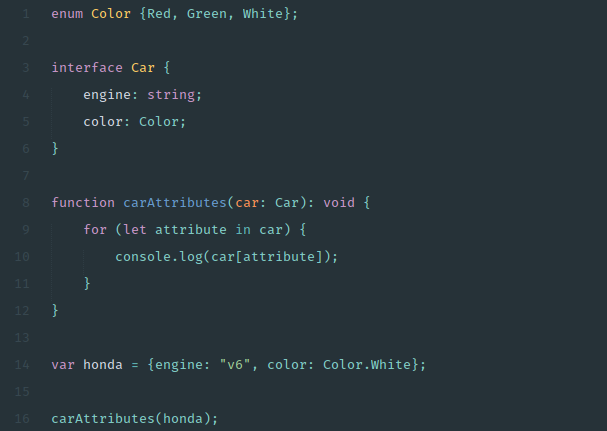 1 enum Color {Red, Green, White};
2
3 interface Car {
4     engine: string;
5     color: Color;
6 }
7
8 function carAttributes(car: Car): void {
9     for (let attribute in car) {
10         console.log(car[attribute]);
11     }
12 }
13
14 var honda = {engine: "v6", color: Color.White};
15
16 carAttributes(honda);